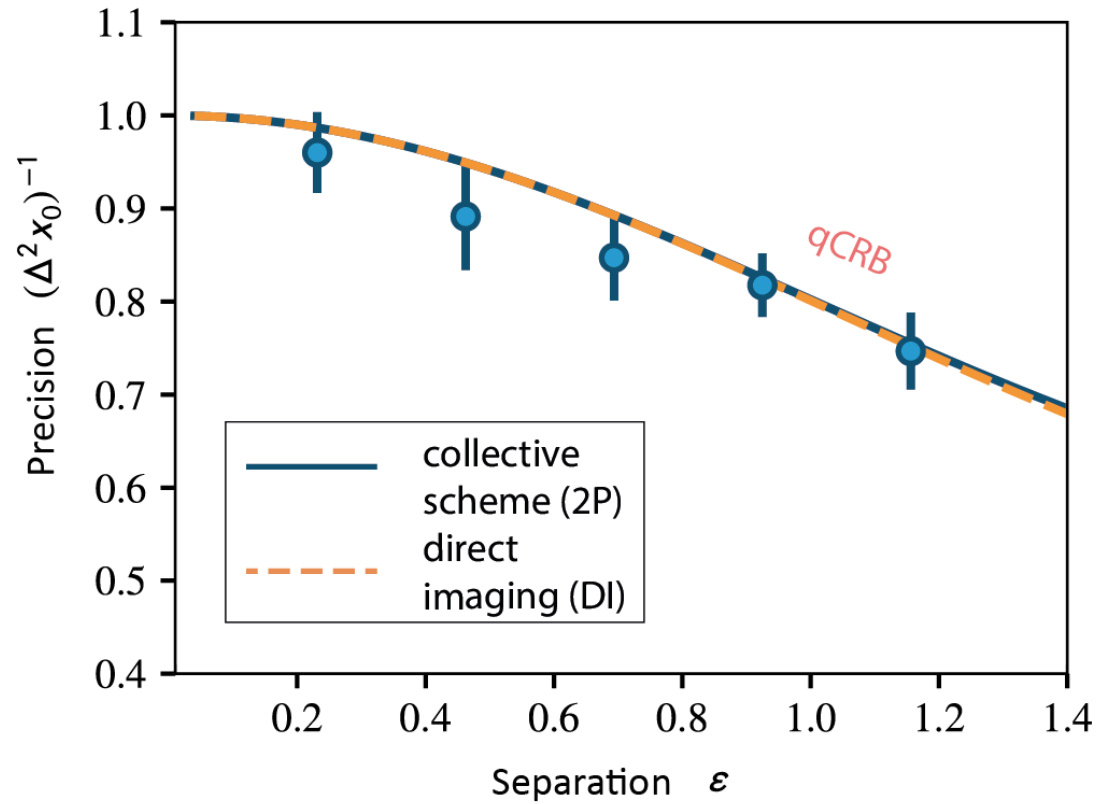 1.1
1.0
0.9
0.8
0.7
0.6
0.5
0.4
Precision (Δ²x₀)⁻¹
qCRB
collective
scheme (2P)
direct
imaging (DI)
0.2 0.4 0.6 0.8 1.0 1.2 1.4
Separation ε